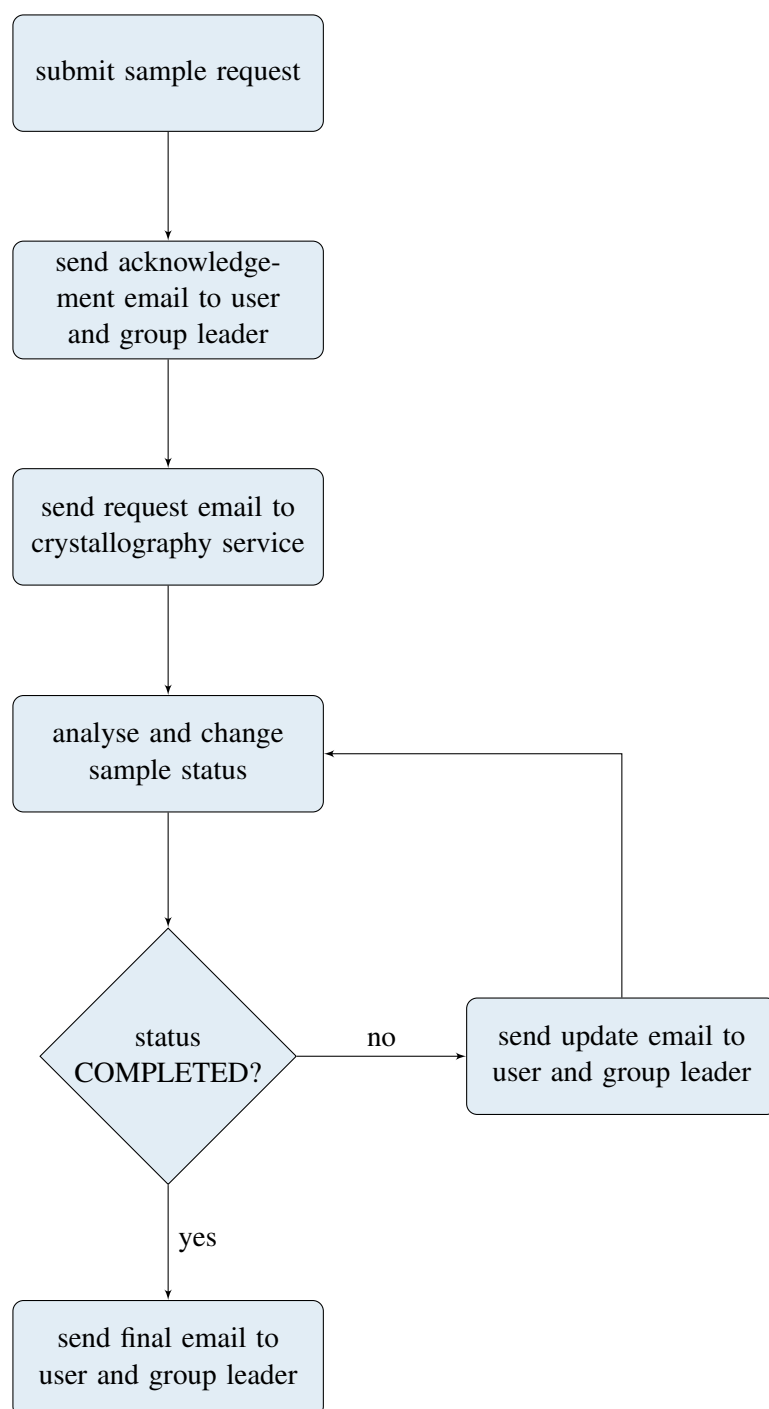 submit sample request
send acknowledge-
ment email to user
and group leader
send request email to
crystallography service
analyse and change
sample status
status
COMPLETED?
no
send update email to
user and group leader
yes
send final email to
user and group leader